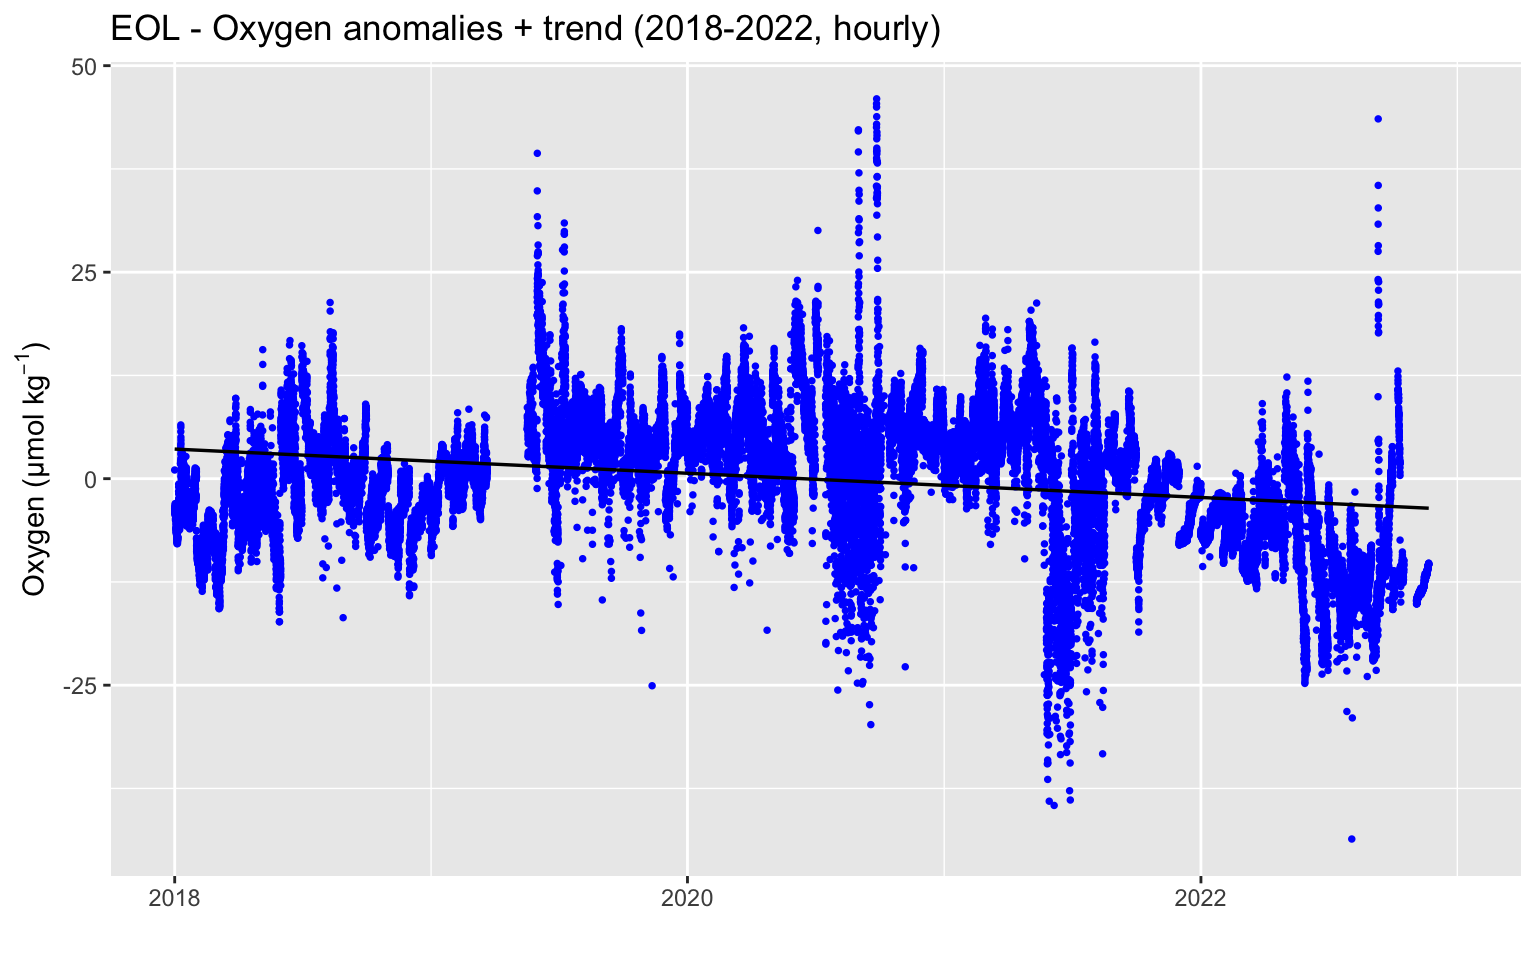 EOL - Oxygen anomalies + trend (2018-2022, hourly)
50
25
0
-25
Oxygen (μmol kg⁻¹)
2018 2020 2022